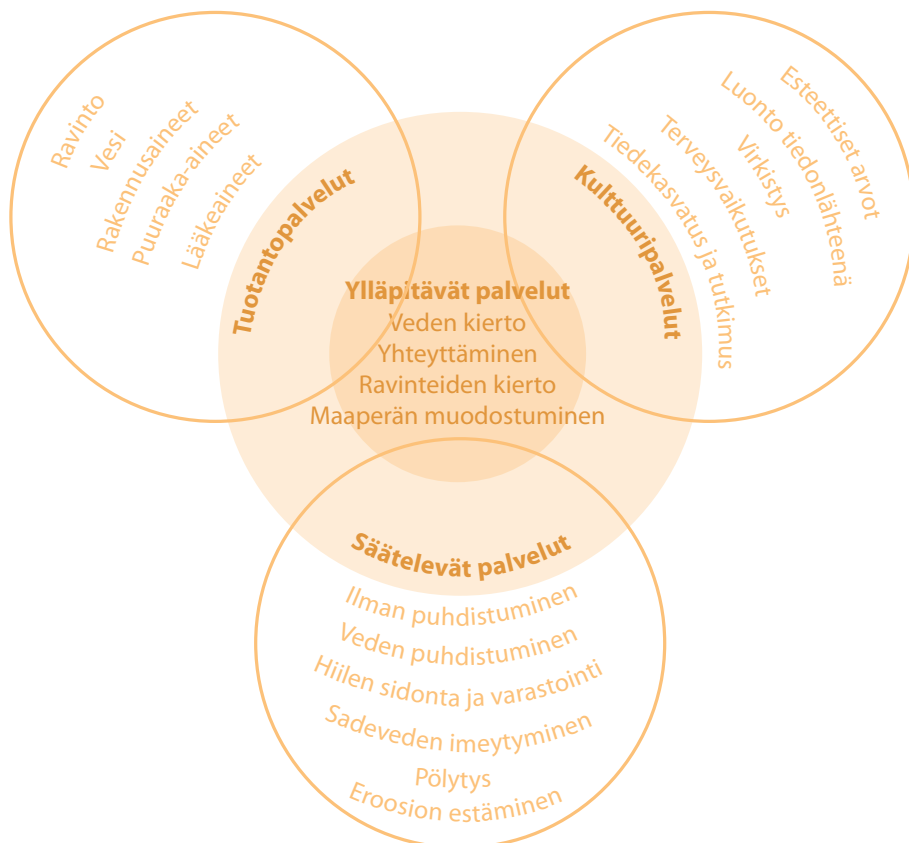 Ravinto
Vesi
Rakennusaineet
Puuraaka-aineet
Lääkeaineet
Tuotantopalvelut
Esteettiset arvot
Luonto tiedonlähteenä
Virkistys
Terveysvaikutukset
Tiedekasvatus ja tutkimus
Kulttuuripalvelut
Ylläpitävät palvelut
Veden kierto
Yhteyttäminen
Ravinteiden kierto
Maaperän muodostuminen
Säätelevät palvelut
Ilman puhdistuminen
Veden puhdistuminen
Hiilen sidonta ja varastointi
Sadeveden imeytyminen
Pölytys
Eroosion estäminen